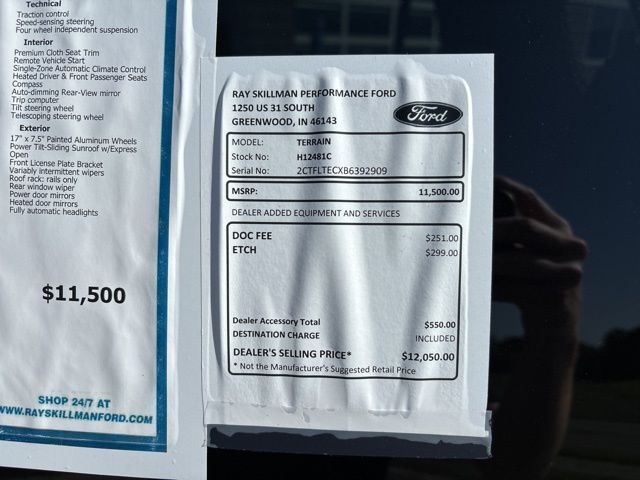 Technical
Traction control
Speed-sensing steering
Four wheel independent suspension
Interior
Premium Cloth Seat Trim
Remote Vehicle Start
Single-Zone Automatic Climate Control
Heated Driver & Front Passenger Seats
Compass
Auto-dimming Rear-View mirror
Trip computer
Tilt steering wheel
Telescoping steering wheel
Exterior
17" x 7.5" Painted Aluminum Wheels
Power Tilt-Sliding Sunroof w/Express
Open
Front License Plate Bracket
Variably intermittent wipers
Roof rack: rails only
Rear window wiper
Power door mirrors
Heated door mirrors
Fully automatic headlights
$11,500
SHOP 24/7 AT
WWW.RAYSKILLMANFORD.COM
RAY SKILLMAN PERFORMANCE FORD
1250 US 31 SOUTH
GREENWOOD, IN 46143
Ford
MODEL: TERRAIN
Stock No: H12481C
Serial No: 2CTFLTECXB6392909
MSRP: 11,500.00
DEALER ADDED EQUIPMENT AND SERVICES
DOC FEE $251.00
ETCH $299.00
Dealer Accessory Total $550.00
DESTINATION CHARGE INCLUDED
DEALER'S SELLING PRICE* $12,050.00
* Not the Manufacturer's Suggested Retail Price